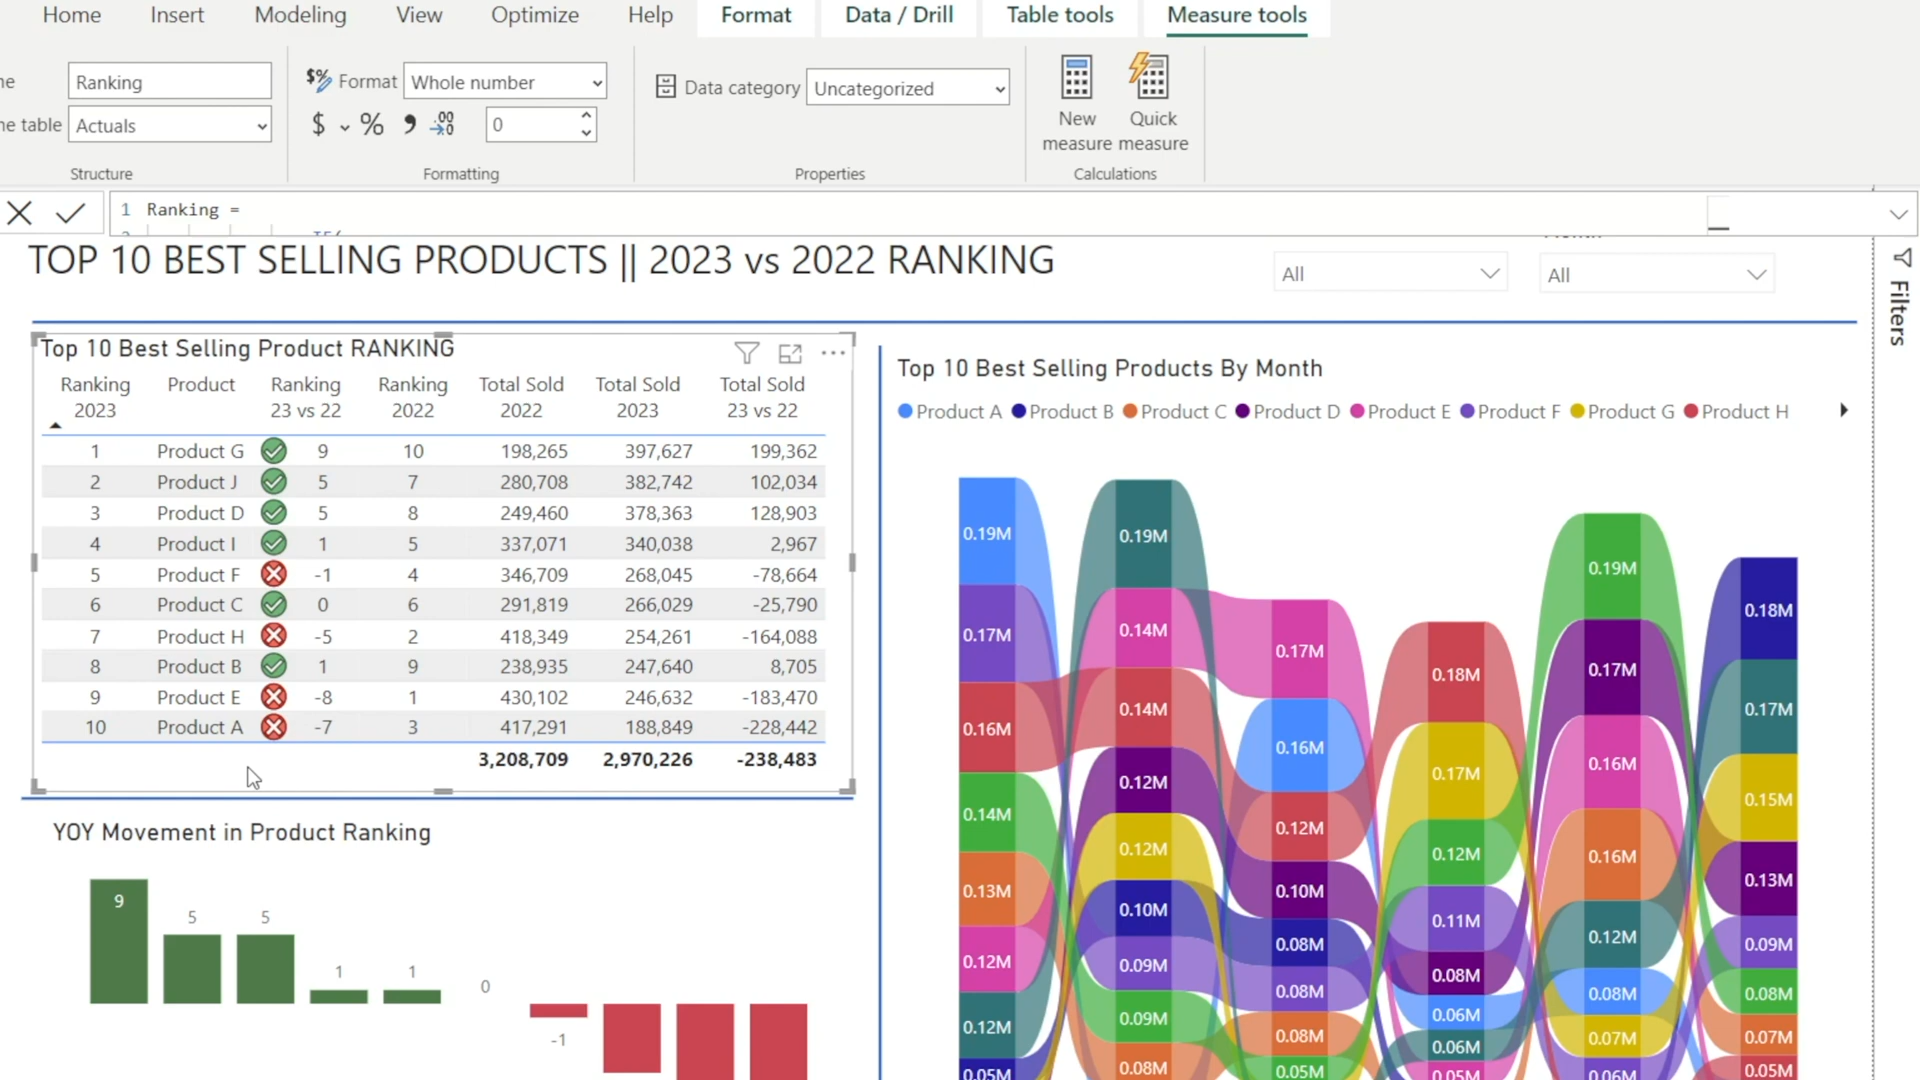 Home Insert Modeling View Optimize Help Format Data / Drill Table tools Measure tools
Ranking
Format Whole number
Data category Uncategorized
New measure
Quick measure
me table Actuals
$ % 0
Structure Formatting Properties Calculations
1 Ranking =
TOP 10 BEST SELLING PRODUCTS || 2023 vs 2022 RANKING
All All
Filters
Top 10 Best Selling Product RANKING
Ranking 2023 Product Ranking 23 vs 22 Ranking 2022 Total Sold 2022 Total Sold 2023 Total Sold 23 vs 22
1 Product G 9 10 198,265 397,627 199,362
2 Product J 5 7 280,708 382,742 102,034
3 Product D 5 8 249,460 378,363 128,903
4 Product I 1 5 337,071 340,038 2,967
5 Product F -1 4 346,709 268,045 -78,664
6 Product C 0 6 291,819 266,029 -25,790
7 Product H -5 2 418,349 254,261 -164,088
8 Product B 1 9 238,935 247,640 8,705
9 Product E -8 1 430,102 246,632 -183,470
10 Product A -7 3 417,291 188,849 -228,442
3,208,709 2,970,226 -238,483
YOY Movement in Product Ranking
9 5 5 1 1 0 -1
Top 10 Best Selling Products By Month
Product A Product B Product C Product D Product E Product F Product G Product H
0.19M
0.17M
0.16M
0.14M
0.13M
0.12M
0.12M
0.05M
0.19M
0.14M
0.14M
0.12M
0.12M
0.10M
0.09M
0.09M
0.08M
0.17M
0.16M
0.12M
0.10M
0.08M
0.08M
0.08M
0.05M
0.18M
0.17M
0.12M
0.11M
0.08M
0.06M
0.06M
0.05M
0.19M
0.17M
0.16M
0.16M
0.12M
0.08M
0.07M
0.06M
0.18M
0.17M
0.15M
0.13M
0.09M
0.08M
0.07M
0.05M